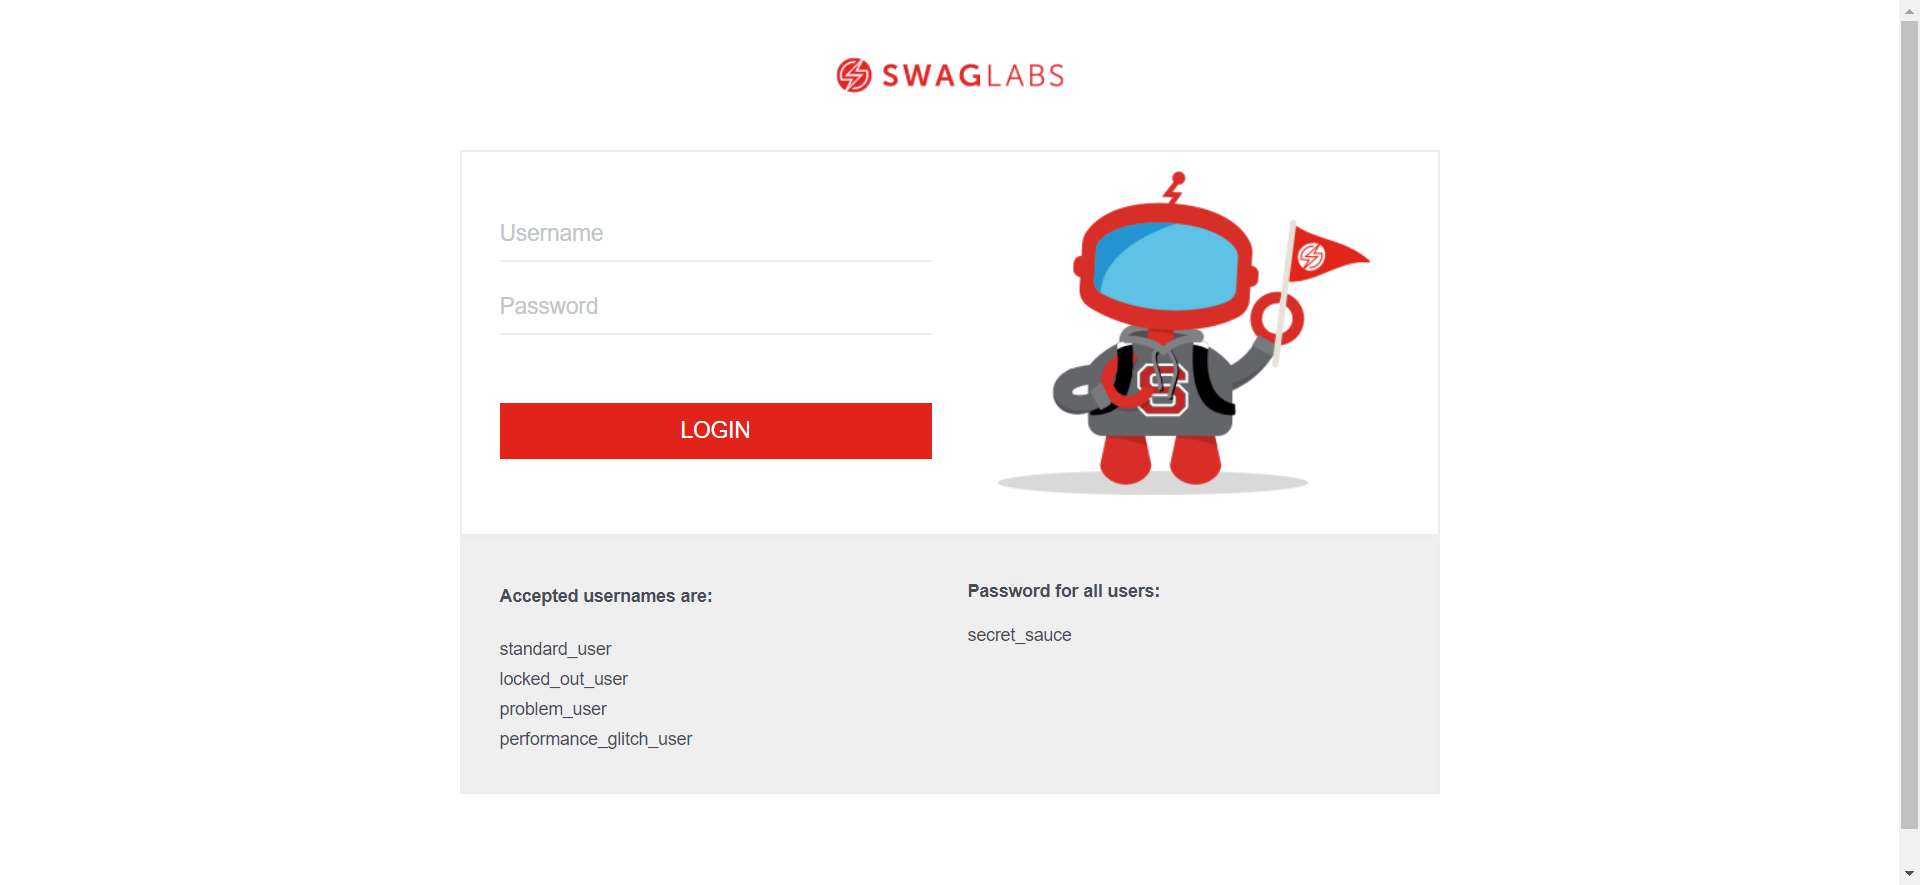 SWAGLABS
Username
Password
LOGIN
S
Accepted usernames are:
standard_user
locked_out_user
problem_user
performance_glitch_user
Password for all users:
secret_sauce